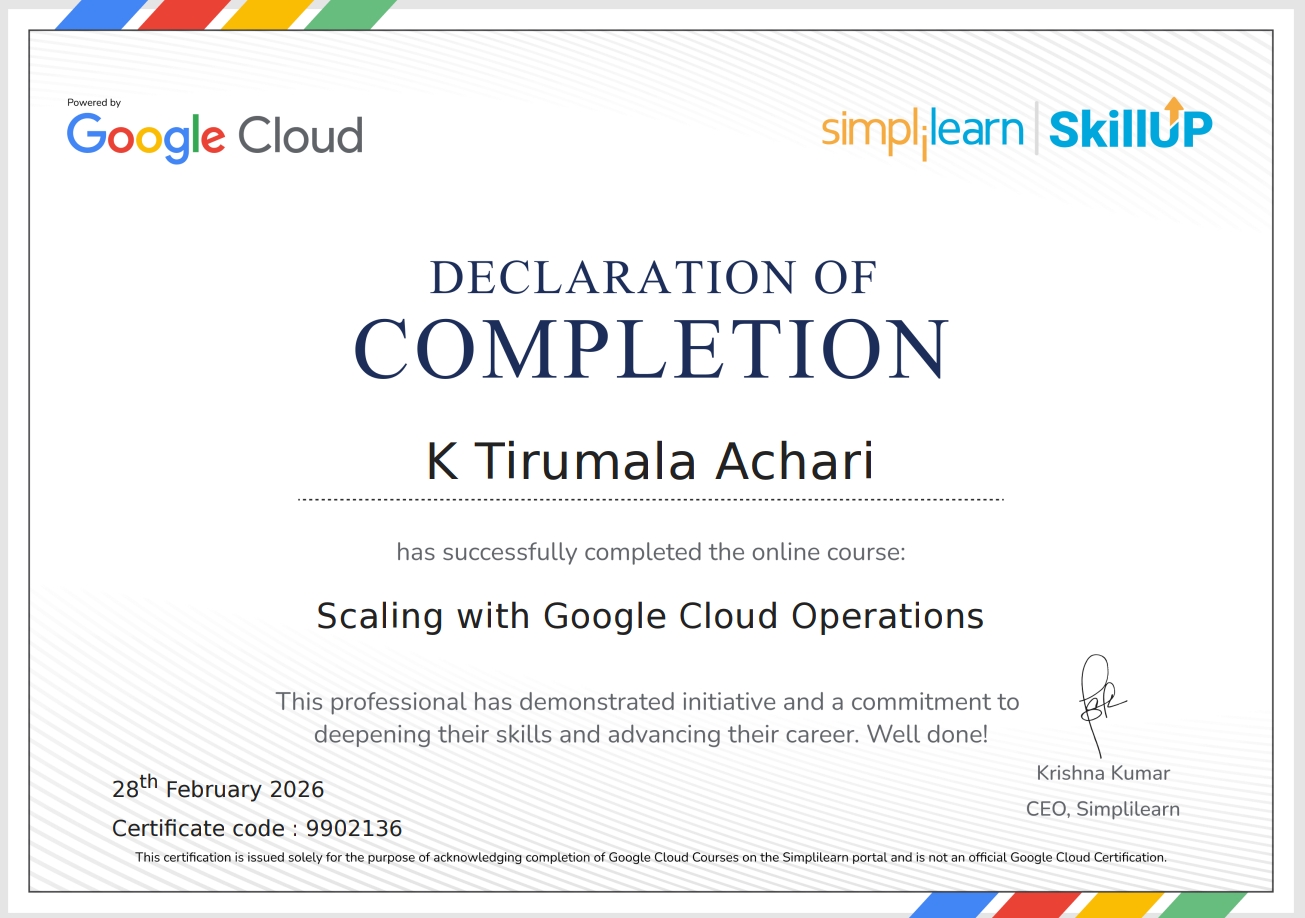 Powered by
Google Cloud
simplilearn | SkillUP
DECLARATION OF
COMPLETION
K Tirumala Achari
has successfully completed the online course:
Scaling with Google Cloud Operations
This professional has demonstrated initiative and a commitment to
deepening their skills and advancing their career. Well done!
28th February 2026
Certificate code : 9902136
Krishna Kumar
CEO, Simplilearn
This certification is issued solely for the purpose of acknowledging completion of Google Cloud Courses on the Simplilearn portal and is not an official Google Cloud Certification.